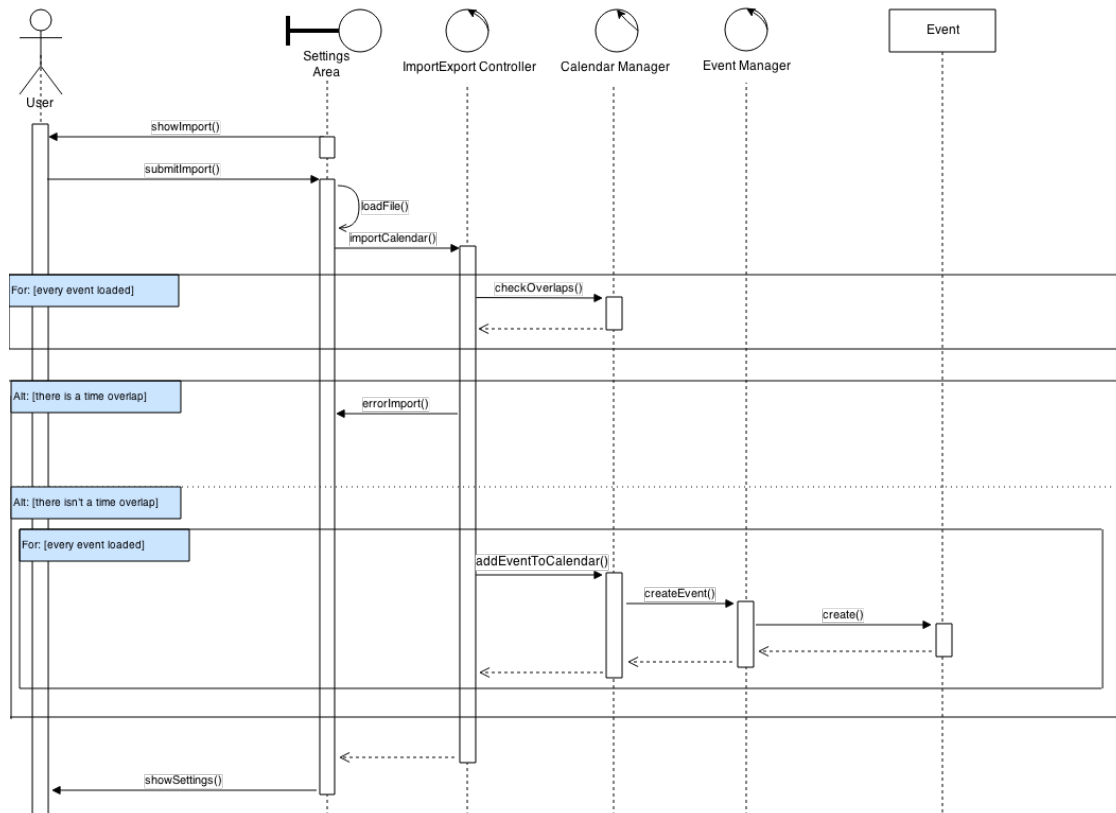 User
Settings
Area
ImportExport Controller
Calendar Manager
Event Manager
Event
showImport()
submitImport()
loadFile()
importCalendar()
For: [every event loaded]
checkOverlaps()
Alt: [there is a time overlap]
errorImport()
Alt: [there isn't a time overlap]
For: [every event loaded]
addEventToCalendar()
createEvent()
create()
showSettings()